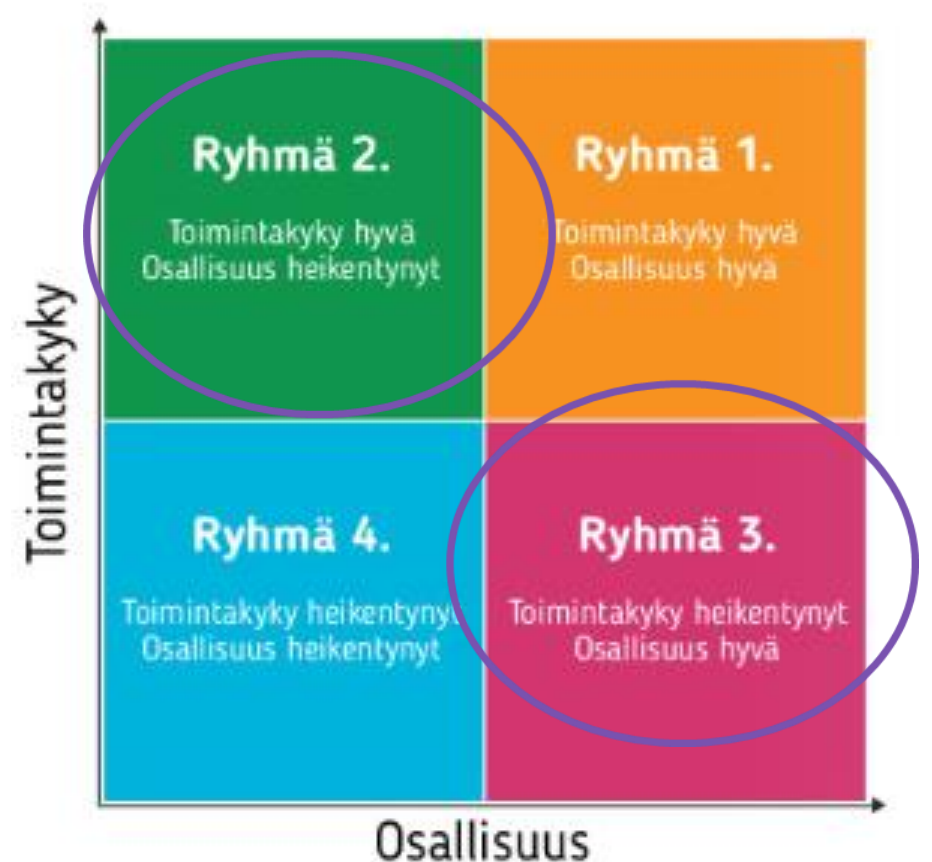 Toimintakyky
Ryhmä 2.
Toimintakyky hyvä
Osallisuus heikentynyt
Ryhmä 1.
Toimintakyky hyvä
Osallisuus hyvä
Ryhmä 4.
Toimintakyky heikentynyt
Osallisuus heikentynyt
Ryhmä 3.
Toimintakyky heikentynyt
Osallisuus hyvä
Osallisuus